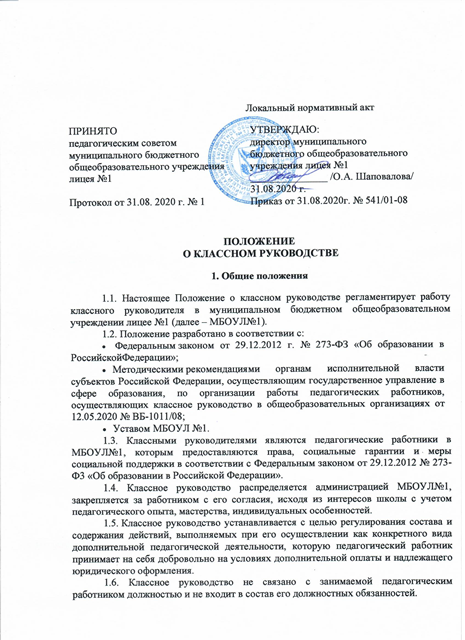 Локальный нормативный акт
ПРИНЯТО
педагогическим советом
муниципального бюджетного
общеобразовательного учреждения
лицея №1
Протокол от 31.08. 2020 г. № 1
УТВЕРЖДАЮ:
директор муниципального
бюджетного общеобразовательного
учреждения лицея №1
/О.А. Шаповалова/
31.08.2020 г.
Приказ от 31.08.2020г. № 541/01-08
ПОЛОЖЕНИЕ
О КЛАССНОМ РУКОВОДСТВЕ
1. Общие положения
1.1. Настоящее Положение о классном руководстве регламентирует работу
классного руководителя в муниципальном бюджетном общеобразовательном
учреждении лицее №1 (далее – МБОУЛ№1).
1.2. Положение разработано в соответствии с:
• Федеральным законом от 29.12.2012 г. № 273-ФЗ «Об образовании в
РоссийскойФедерации»;
• Методическими рекомендациями органам исполнительной власти
субъектов Российской Федерации, осуществляющим государственное управление в
сфере образования, по организации работы педагогических работников,
осуществляющих классное руководство в общеобразовательных организациях от
12.05.2020 № ВБ-1011/08;
• Уставом МБОУЛ №1.
1.3. Классными руководителями являются педагогические работники в
МБОУЛ№1, которым предоставляются права, социальные гарантии и меры
социальной поддержки в соответствии с Федеральным законом от 29.12.2012 № 273-
ФЗ «Об образовании в Российской Федерации».
1.4. Классное руководство распределяется администрацией МБОУЛ№1,
закрепляется за работником с его согласия, исходя из интересов школы с учетом
педагогического опыта, мастерства, индивидуальных особенностей.
1.5. Классное руководство устанавливается с целью регулирования состава и
содержания действий, выполняемых при его осуществлении как конкретного вида
дополнительной педагогической деятельности, которую педагогический работник
принимает на себя добровольно на условиях дополнительной оплаты и надлежащего
юридического оформления.
1.6. Классное руководство не связано с занимаемой педагогическим
работником должностью и не входит в состав его должностных обязанностей.